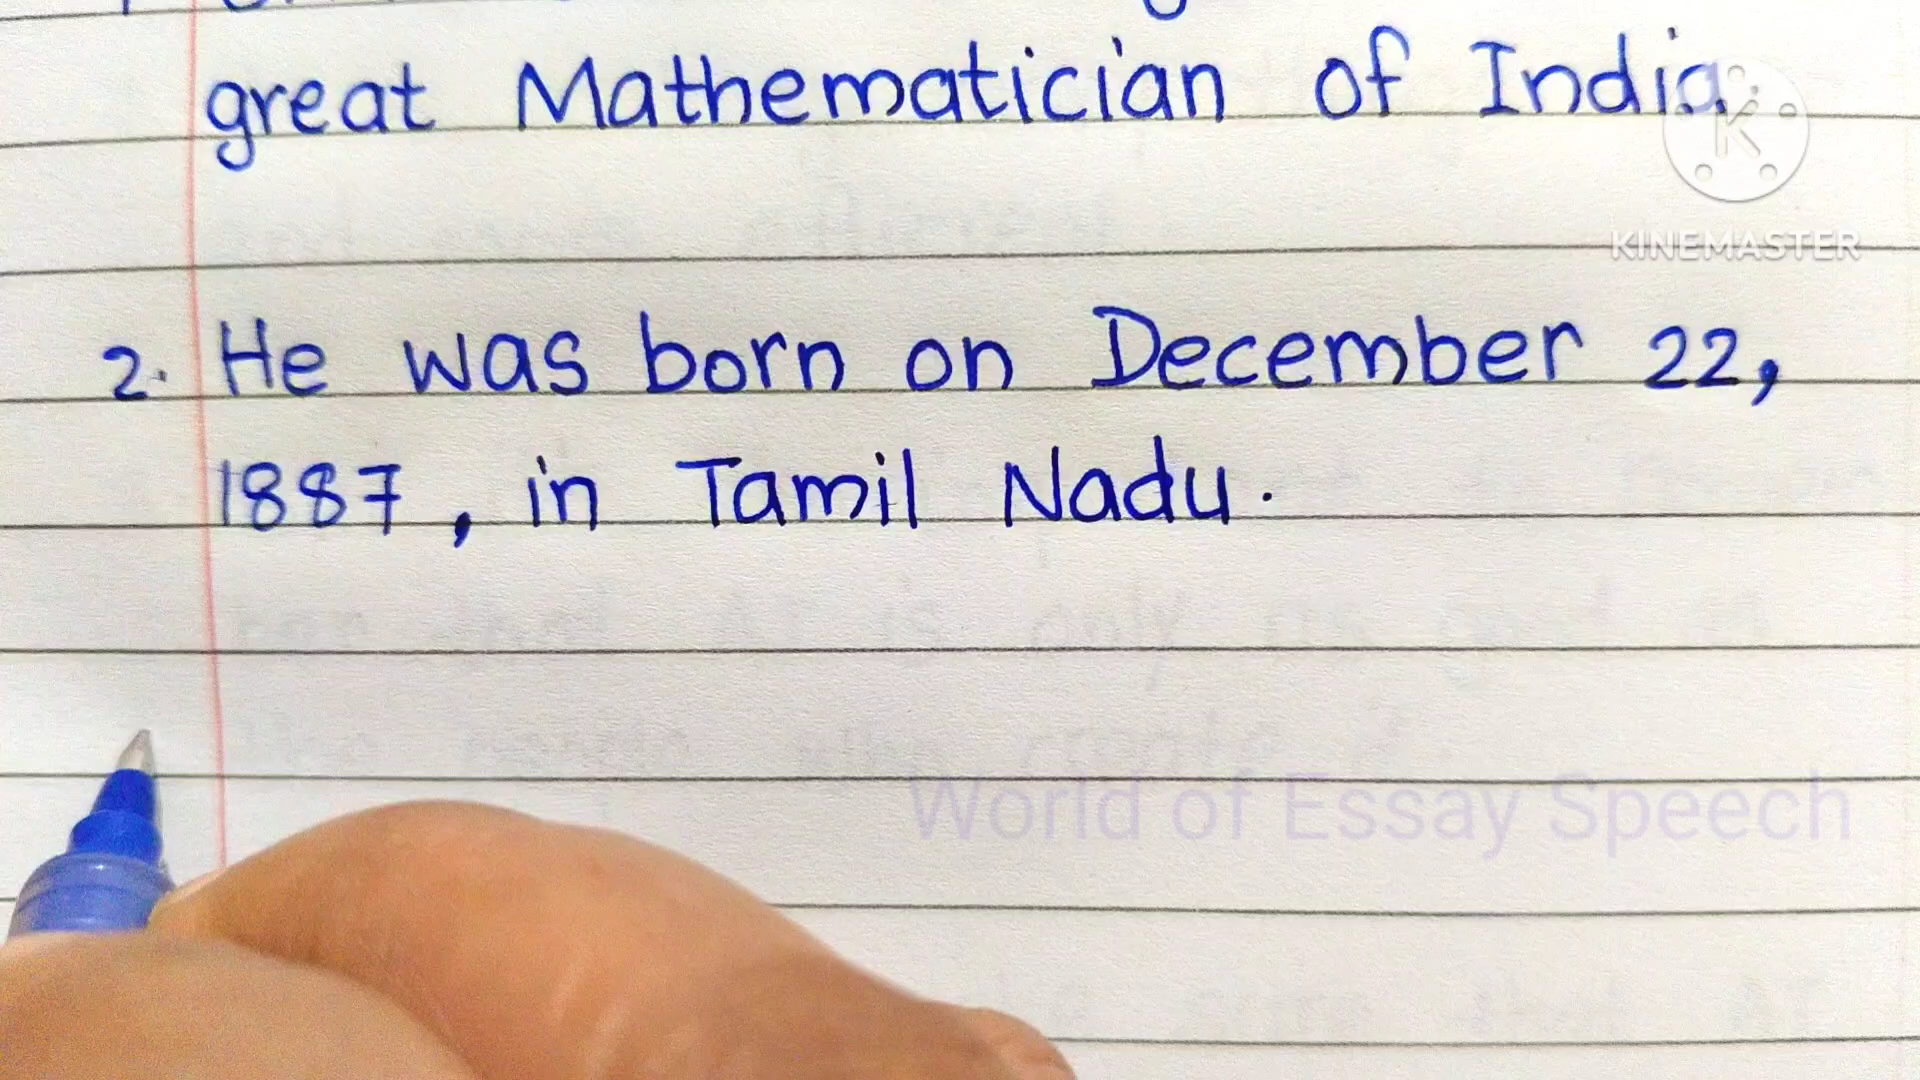 great Mathematician of India.
KINEMASTER
2. He was born on December 22,
1887, in Tamil Nadu.
World of Essay Speech